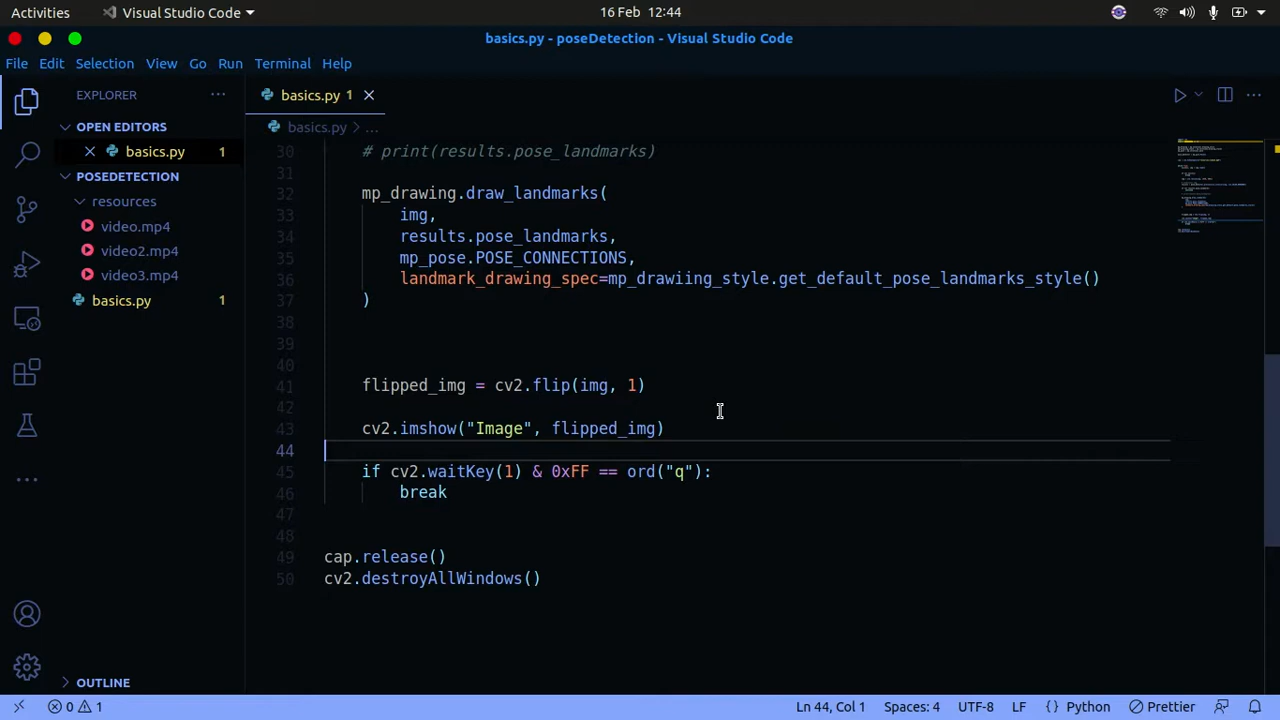 Activities
Visual Studio Code
16 Feb 12:44
basics.py - poseDetection - Visual Studio Code
File Edit Selection View Go Run Terminal Help
EXPLORER
basics.py 1
OPEN EDITORS
basics.py > ...
basics.py 1
POSEDETECTION
resources
video.mp4
video2.mp4
video3.mp4
basics.py 1
30 # print(results.pose_landmarks)
31
32 mp_drawing.draw_landmarks(
33 img,
34 results.pose_landmarks,
35 mp_pose.POSE_CONNECTIONS,
36 landmark_drawing_spec=mp_drawiing_style.get_default_pose_landmarks_style()
37 )
38
39
40
41 flipped_img = cv2.flip(img, 1)
42
43 cv2.imshow("Image", flipped_img)
44
45 if cv2.waitKey(1) & 0xFF == ord("q"):
46 break
47
48
49 cap.release()
50 cv2.destroyAllWindows()
OUTLINE
0 1 Ln 44, Col 1 Spaces: 4 UTF-8 LF {} Python Prettier